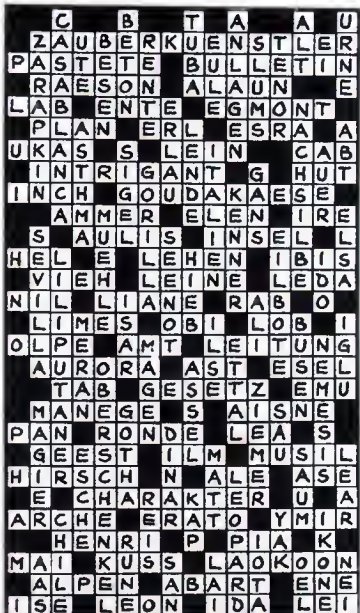 C B T A A U
ZAUBERKUENSTLER
PASTETE BULLETIN
RAESON ALAUN E
LAB ENTE EGMONT
PLAN ERL ESRA A
UKAS S LEIN CAB
INTRIGANT G HUT
INCH GOUDAKAESE
AMMER ELEN IRE
S AULIS INSEL L
HEL E LEHEN IBIS
VIEH LEINE LEDA
NIL LIANE RAB O
LIMES OBI LOB I
OLPE AMT LEITUNG
AURORA AST ESEL
TAB GESETZ EMU
MANEGE S AISNE
PAN RONDE LEA S
GEEST ILM MUSIL
HIRSCH N ALE ASE
E CHARAKTER U A
ARCHE ERATO YMIR
HENRI P PIA K
MAI KUSS LAOKOON
ALPEN ABART ENE
ISE LEON IDA LEI